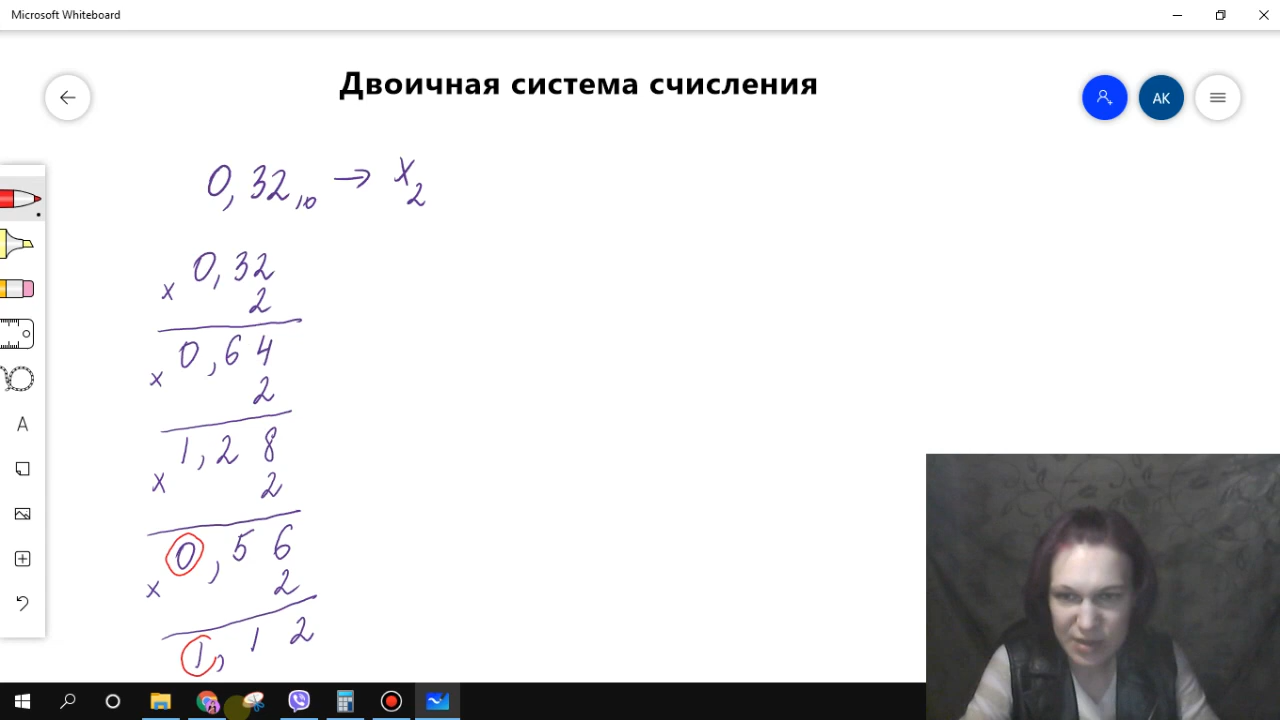 Microsoft Whiteboard
Двоичная система счисления
AK
0,32₁₀ → x₂
x 0,32
2
0,64
x 2
1,28
x 2
0,56
x 2
1,12
A